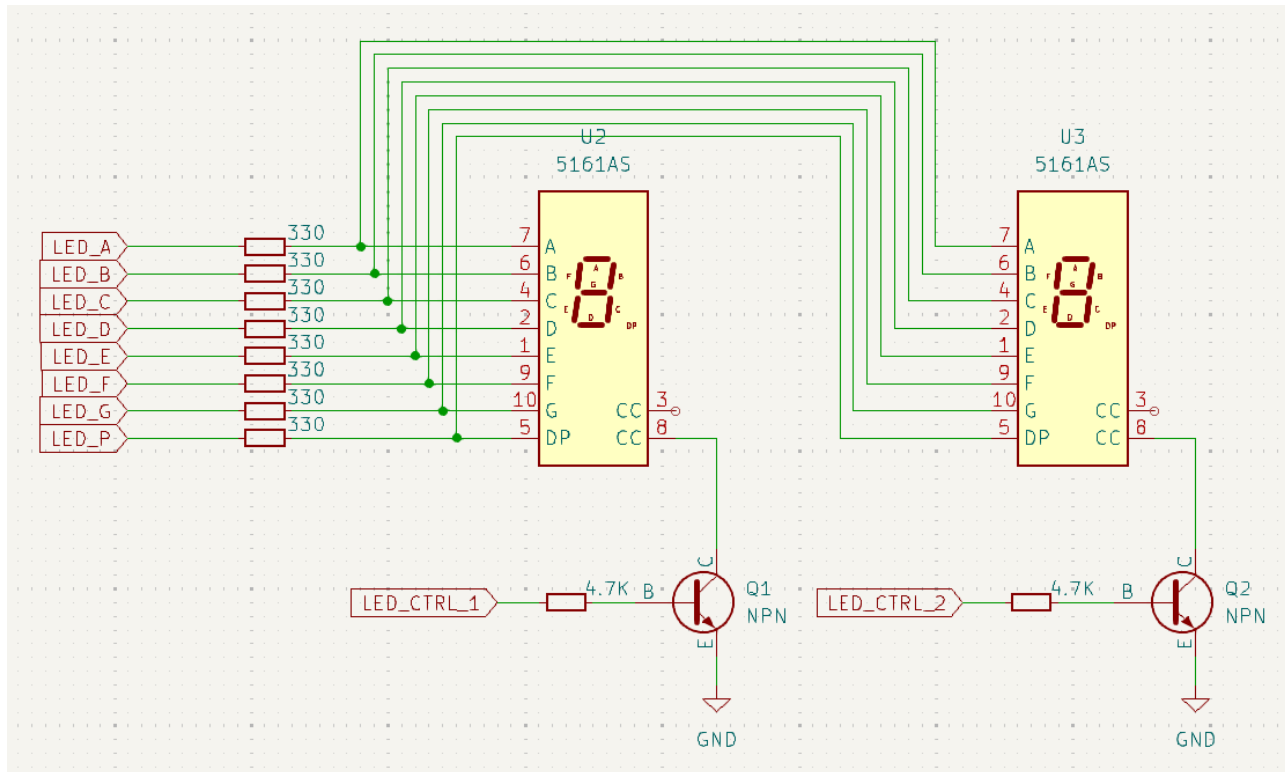 U2
5161AS
U3
5161AS
LED_A
330
7
A
LED_B
330
6
B
LED_C
330
4
C
LED_D
330
2
D
LED_E
330
1
E
LED_F
330
9
F
LED_G
330
10
G
CC
3
LED_P
330
5
DP
CC
8
A
F
B
G
E
C
D
DP
7
A
6
B
4
C
2
D
1
E
9
F
10
G
CC
3
5
DP
CC
8
A
F
B
G
E
C
D
DP
LED_CTRL_1
4.7K
B
C
E
Q1
NPN
GND
LED_CTRL_2
4.7K
B
C
E
Q2
NPN
GND